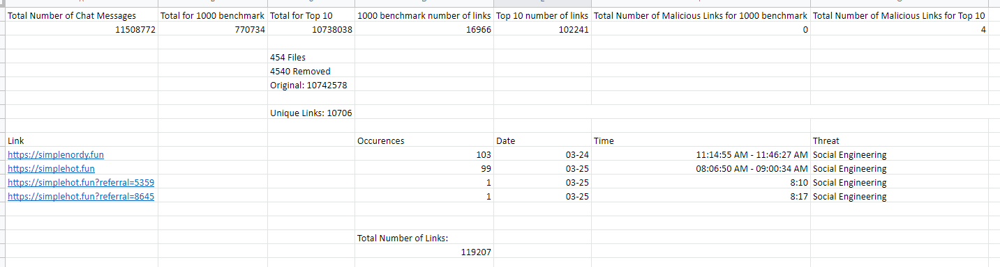 Total Number of Chat Messages Total for 1000 benchmark Total for Top 10 1000 benchmark number of links Top 10 number of links Total Number of Malicious Links for 1000 benchmark Total Number of Malicious Links for Top 10
11508772 770734 10738038 16966 102241 0 4
454 Files
4540 Removed
Original: 10742578
Unique Links: 10706
Link Occurences Date Time Threat
https://simplenordy.fun 103 03-24 11:14:55 AM - 11:46:27 AM Social Engineering
https://simplehot.fun 99 03-25 08:06:50 AM - 09:00:34 AM Social Engineering
https://simplehot.fun?referral=5359 1 03-25 8:10 Social Engineering
https://simplehot.fun?referral=8645 1 03-25 8:17 Social Engineering
Total Number of Links:
119207